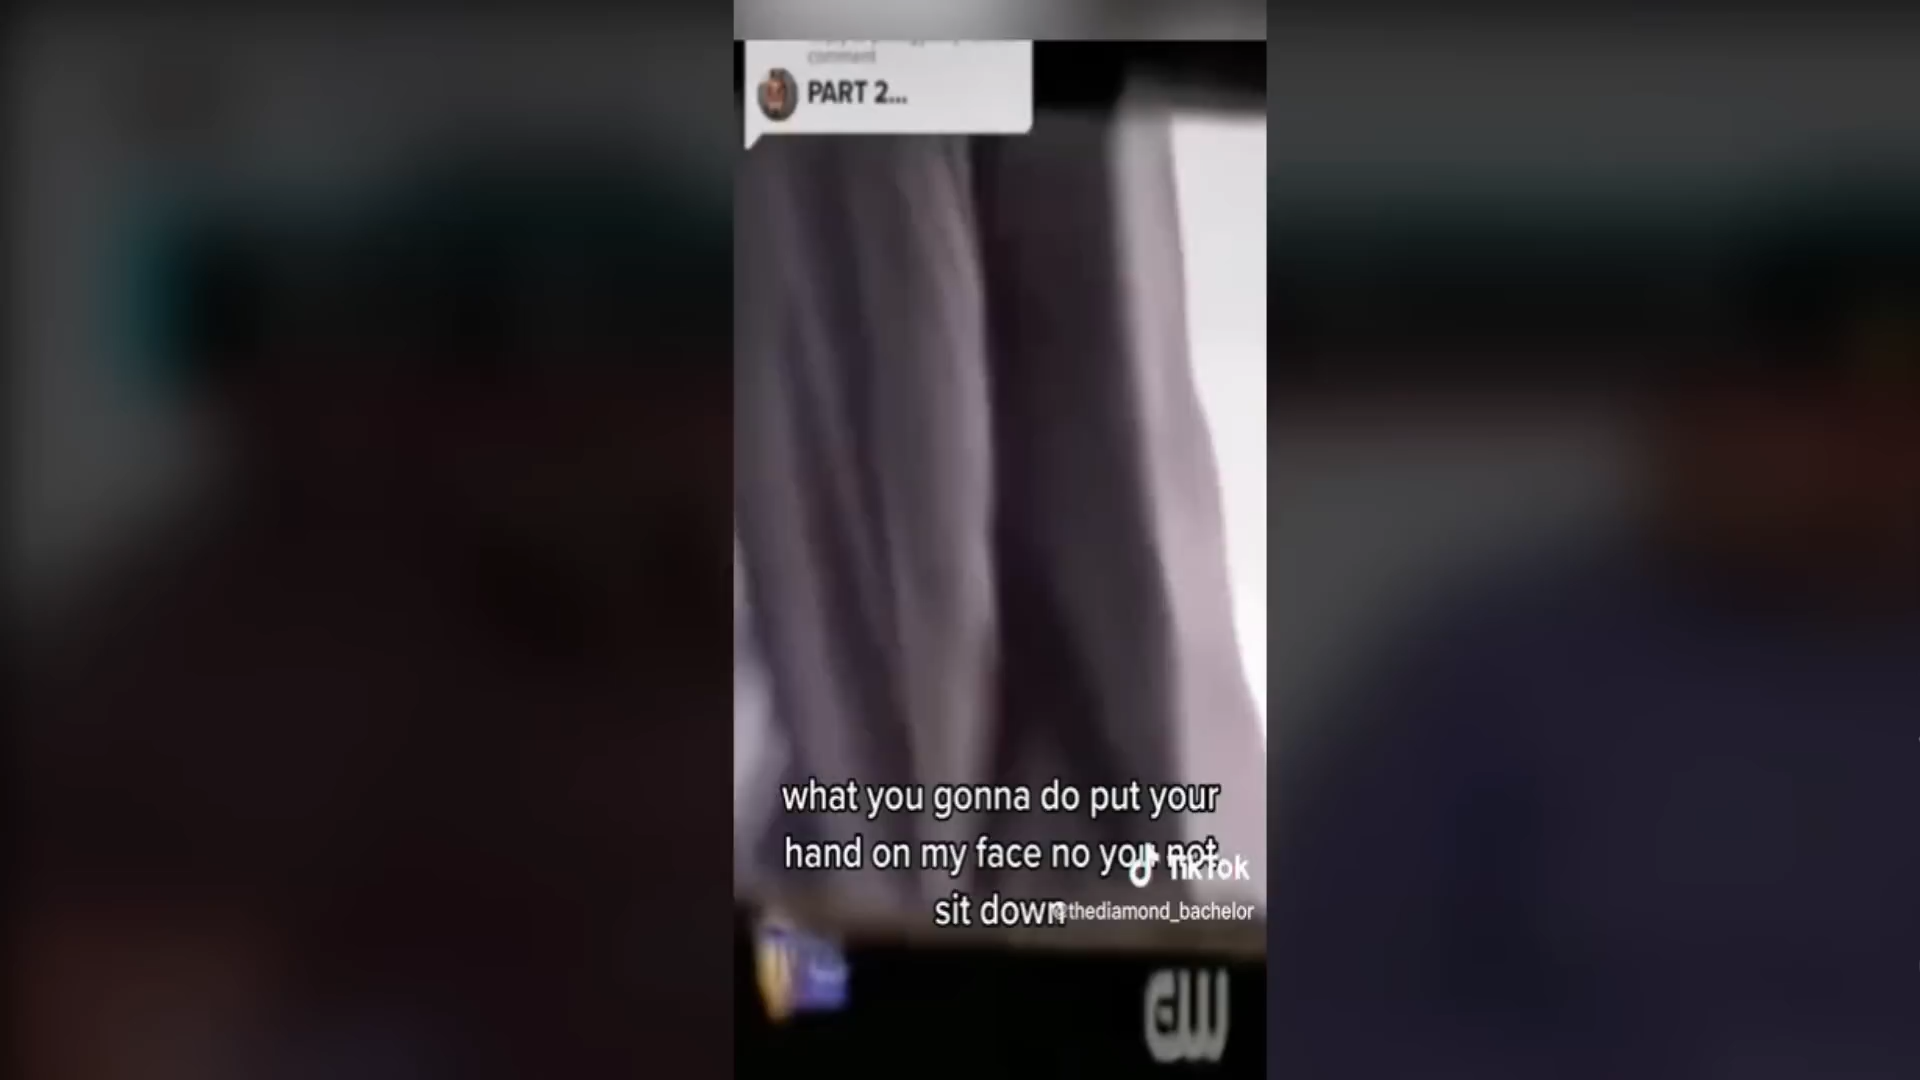 comment
PART 2...
what you gonna do put your
hand on my face no you not
sit down
TikTok
@thediamond_bachelor
CW